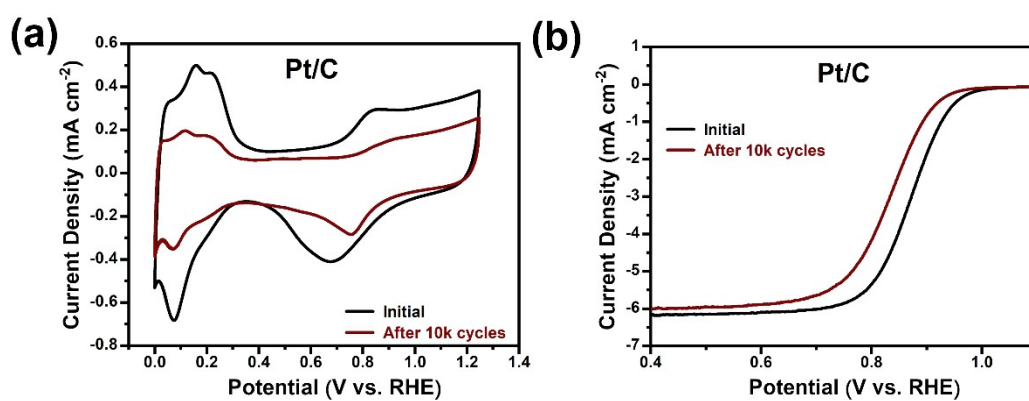 (a)
Pt/C
Current Density (mA cm⁻²)
0.6
0.4
0.2
0.0
-0.2
-0.4
-0.6
-0.8
Initial
After 10k cycles
0.0 0.2 0.4 0.6 0.8 1.0 1.2 1.4
Potential (V vs. RHE)
(b)
Pt/C
Current Density (mA cm⁻²)
1
0
-1
-2
-3
-4
-5
-6
-7
Initial
After 10k cycles
0.4 0.6 0.8 1.0
Potential (V vs. RHE)